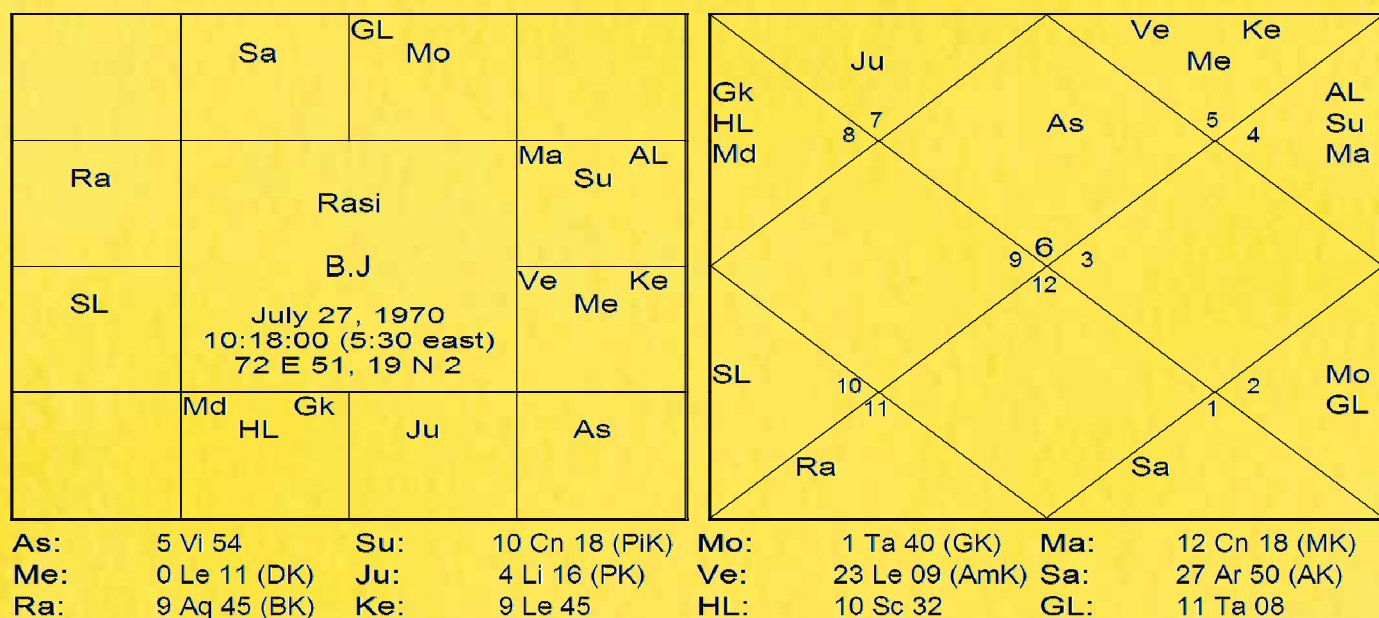 GL
Sa Mo
Ra
Ma AL
Su
Rasi
B.J
July 27, 1970
10:18:00 (5:30 east)
72 E 51, 19 N 2
SL
Ve Ke
Me
Md Gk
HL
Ju
As
Ve Ke
Me
Ju
Gk
HL
Md
As
AL
Su
Ma
8 7
5 4
6
9 3
12
SL
10
11
2
1
Mo
GL
Ra
Sa
As: 5 Vi 54 Su: 10 Cn 18 (PiK) Mo: 1 Ta 40 (GK) Ma: 12 Cn 18 (MK)
Me: 0 Le 11 (DK) Ju: 4 Li 16 (PK) Ve: 23 Le 09 (AmK) Sa: 27 Ar 50 (AK)
Ra: 9 Aq 45 (BK) Ke: 9 Le 45 HL: 10 Sc 32 GL: 11 Ta 08